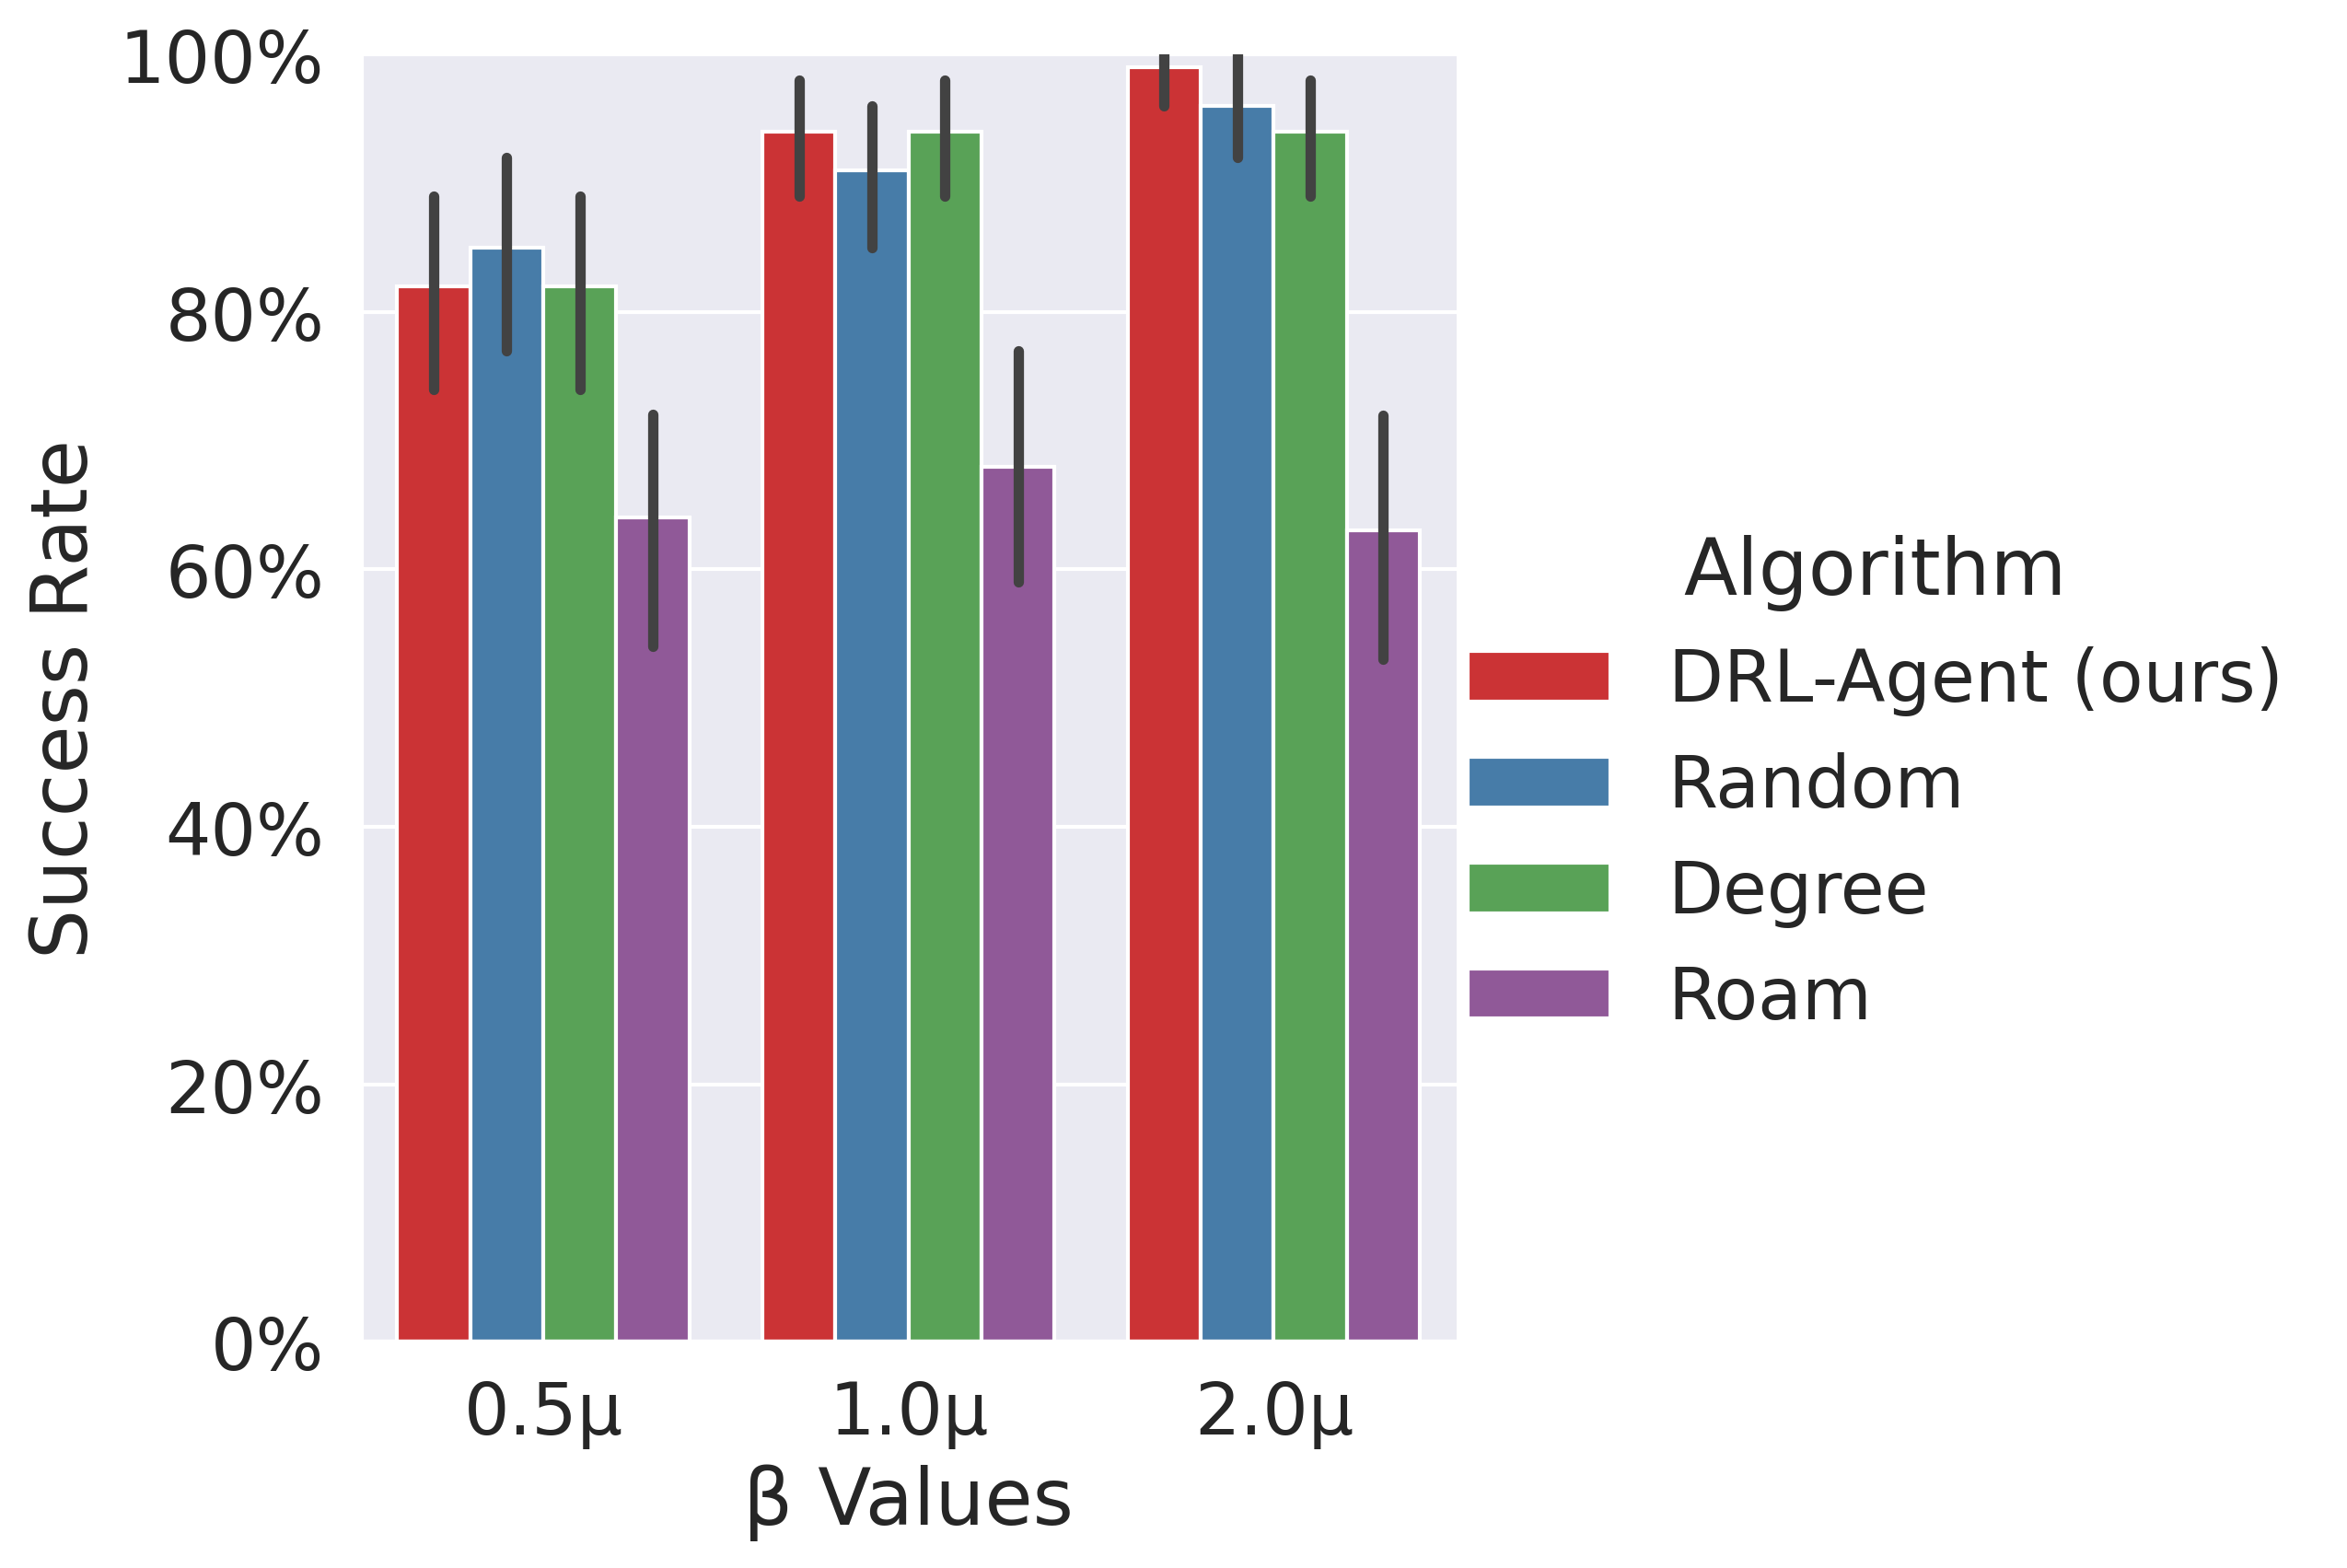 100%
80%
60%
40%
20%
0%
Success Rate
0.5μ 1.0μ 2.0μ
β Values
Algorithm
DRL-Agent (ours)
Random
Degree
Roam